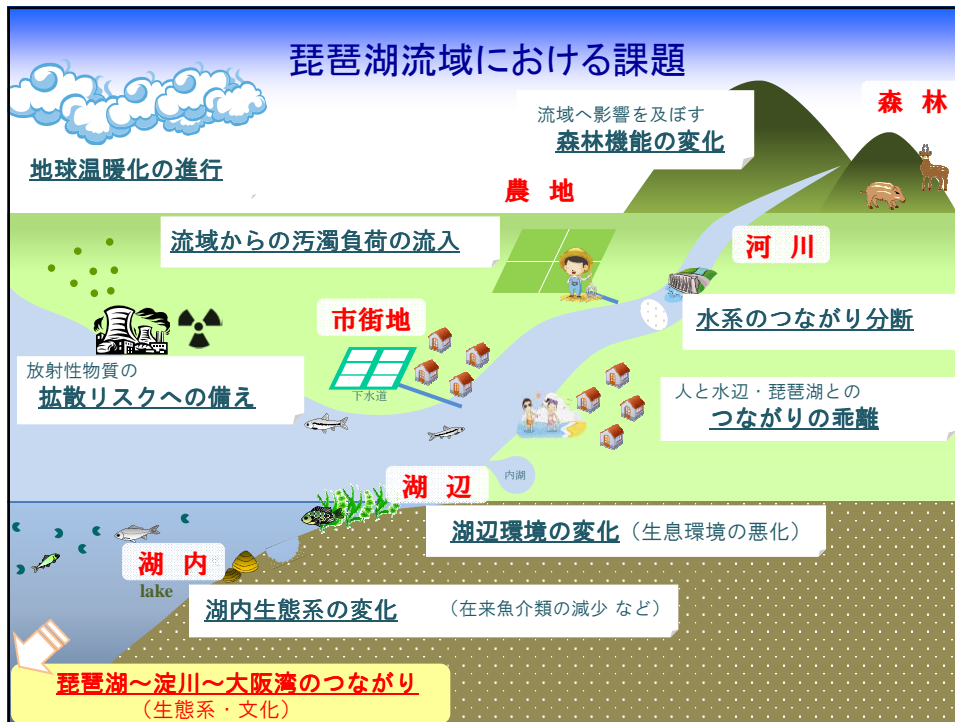 琵琶湖流域における課題
森 林
流域へ影響を及ぼす
森林機能の変化
地球温暖化の進行
農 地
流域からの汚濁負荷の流入
河 川
市街地
水系のつながり分断
放射性物質の
拡散リスクへの備え
下水道
人と水辺・琵琶湖との
つながりの乖離
内湖
湖 辺
湖辺環境の変化（生息環境の悪化）
湖 内
lake
湖内生態系の変化 （在来魚介類の減少 など）
琵琶湖～淀川～大阪湾のつながり
（生態系・文化）